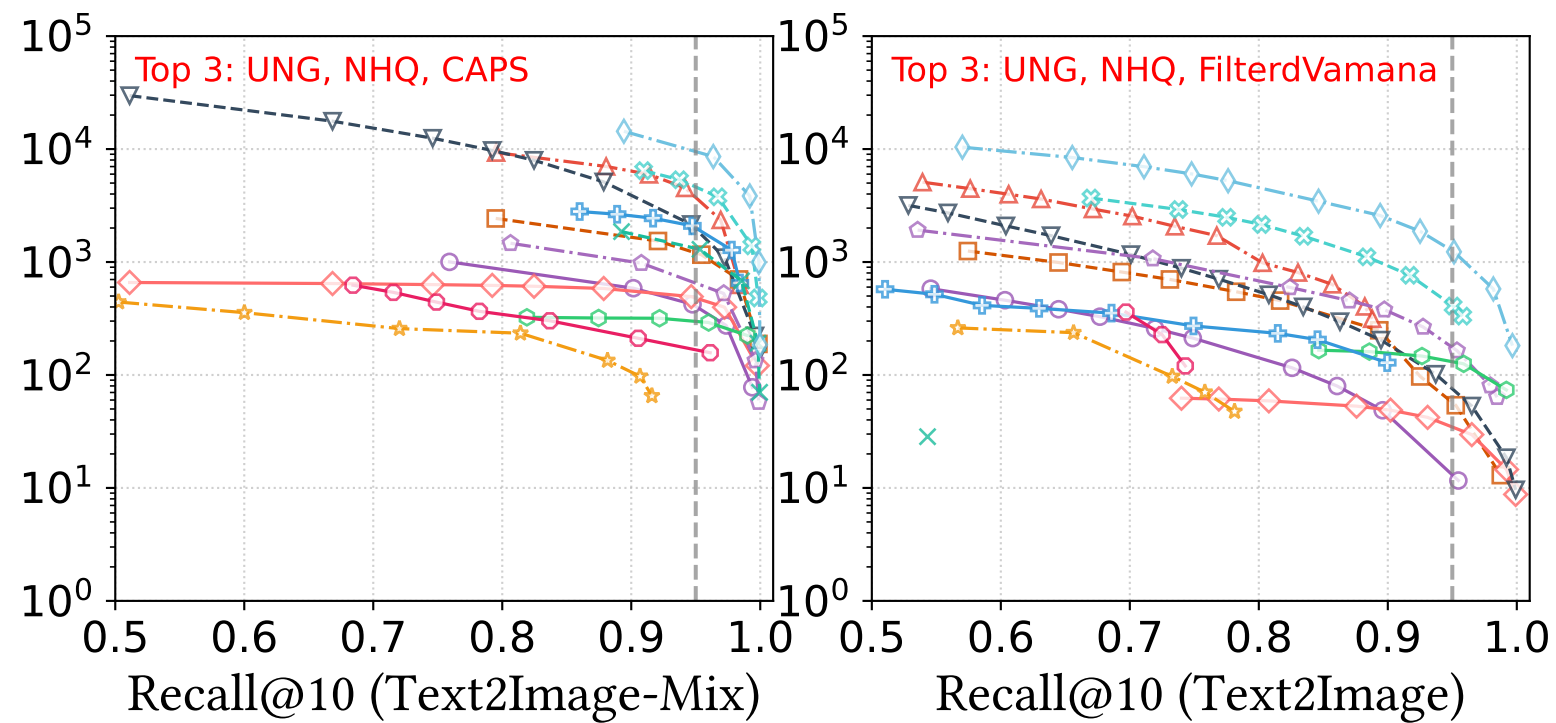 10^5
Top 3: UNG, NHQ, CAPS
10^4
10^3
10^2
10^1
10^0
0.5 0.6 0.7 0.8 0.9 1.0
Recall@10 (Text2Image-Mix)
10^5
Top 3: UNG, NHQ, FilterdVamana
10^4
10^3
10^2
10^1
10^0
0.5 0.6 0.7 0.8 0.9 1.0
Recall@10 (Text2Image)